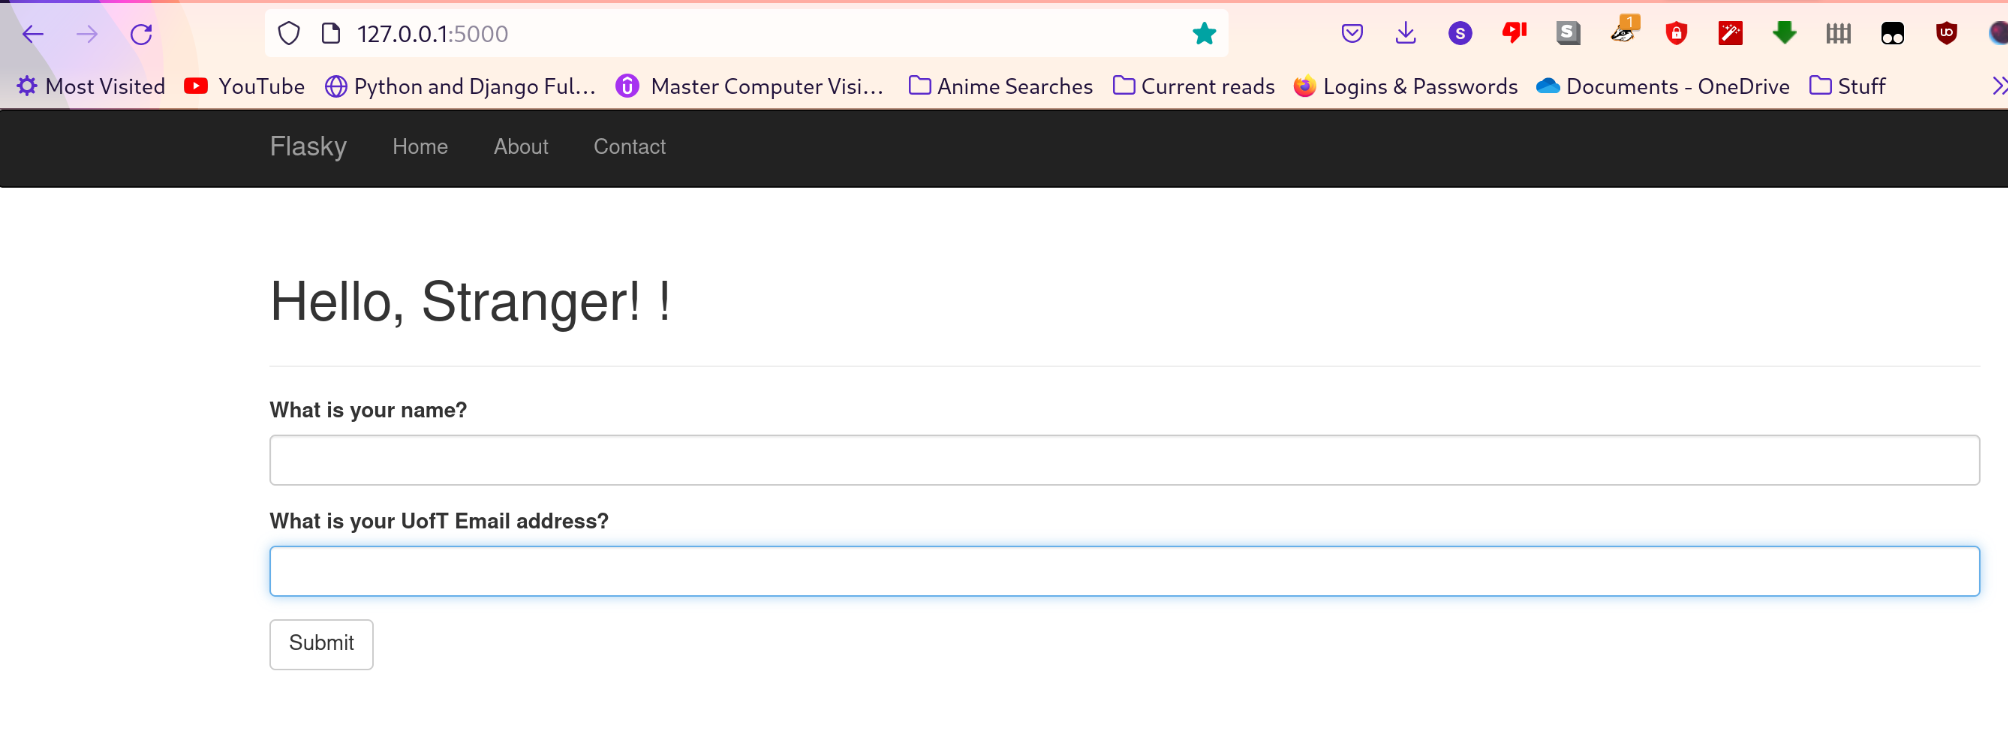 127.0.0.1:5000
S
S
1
Most Visited YouTube Python and Django Ful... Master Computer Visi... Anime Searches Current reads Logins & Passwords Documents - OneDrive Stuff
Flasky Home About Contact
Hello, Stranger! !
What is your name?
What is your UofT Email address?
Submit